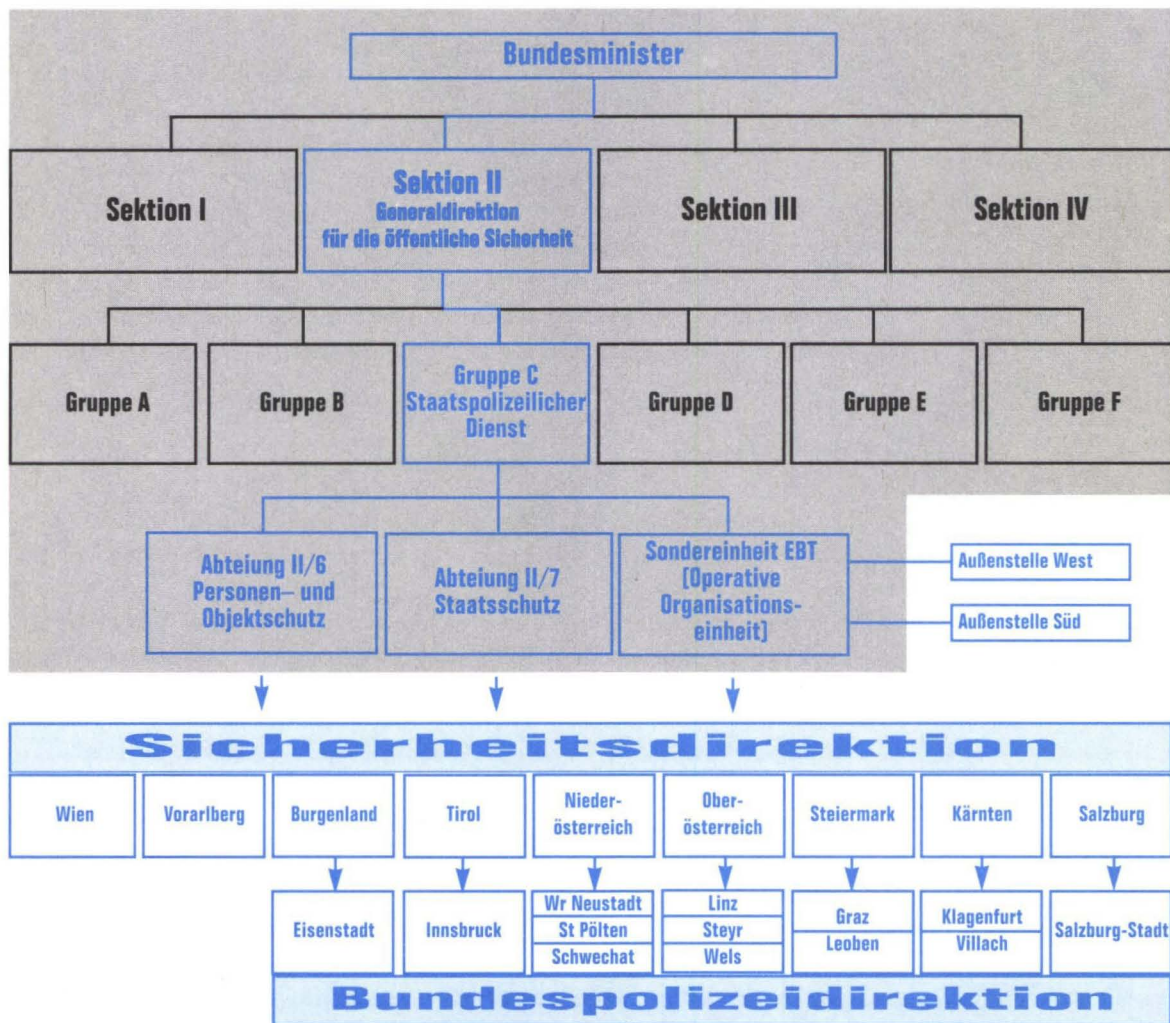 Bundesminister
Sektion I
Sektion II
Generaldirektion
für die öffentliche Sicherheit
Sektion III
Sektion IV
Gruppe A
Gruppe B
Gruppe C
Staatspolizeilicher
Dienst
Gruppe D
Gruppe E
Gruppe F
Abteiung II/6
Personen– und
Objektschutz
Abteiung II/7
Staatsschutz
Sondereinheit EBT
[Operative
Organisations-
einheit]
Außenstelle West
Außenstelle Süd
Sicherheitsdirektion
Wien
Vorarlberg
Burgenland
Tirol
Nieder-
österreich
Ober-
österreich
Steiermark
Kärnten
Salzburg
Eisenstadt
Innsbruck
Wr Neustadt
St Pölten
Schwechat
Linz
Steyr
Wels
Graz
Leoben
Klagenfurt
Villach
Salzburg-Stadt
Bundespolizeidirektion